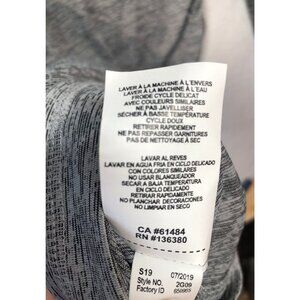 LAVER À LA MACHINE À L'ENVERS
LAVER À LA MACHINE À L'EAU
FROIDE CYCLE DELICAT
AVEC COULEURS SIMILAIRES
NE PAS JAVELLISER
SÉCHER À BASSE TEMPÉRATURE
CYCLE DOUX
RETIRER RAPIDEMENT
NE PAS REPASSER GARNITURES
PAS DE NETTOYAGE À SEC
LAVAR AL REVES
LAVAR EN AGUA FRIA EN CICLO DELICADO
CON COLORES SIMILARES
NO USAR BLANQUEADOR
SECAR A BAJA TEMPERATURA
EN CICLO DELICADO
RETIRAR RAPIDAMENTE
NO PLANCHAR DECORACIONES
NO LIMPIAR EN SECO
CA #61484
RN #136380
S19 07/2019
Style NO. 2G09
Factory ID